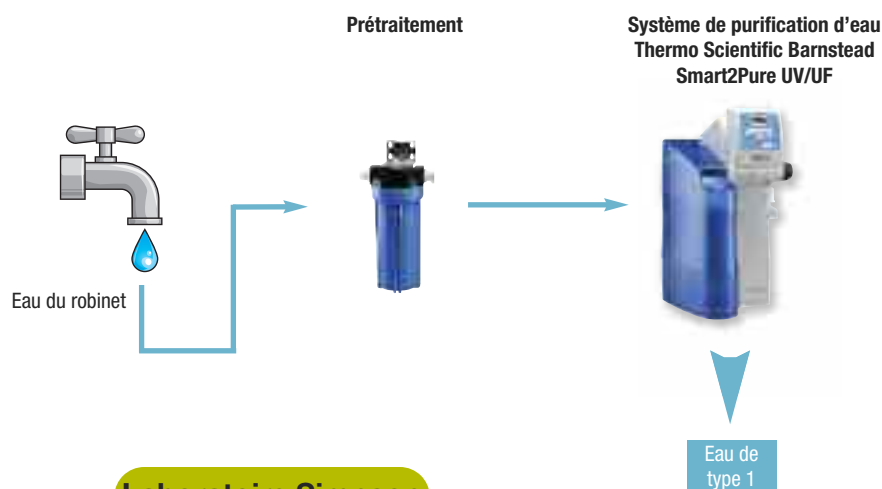 Prétraitement
Système de purification d'eau
Thermo Scientific Barnstead
Smart2Pure UV/UF
Eau du robinet
Eau de
type 1